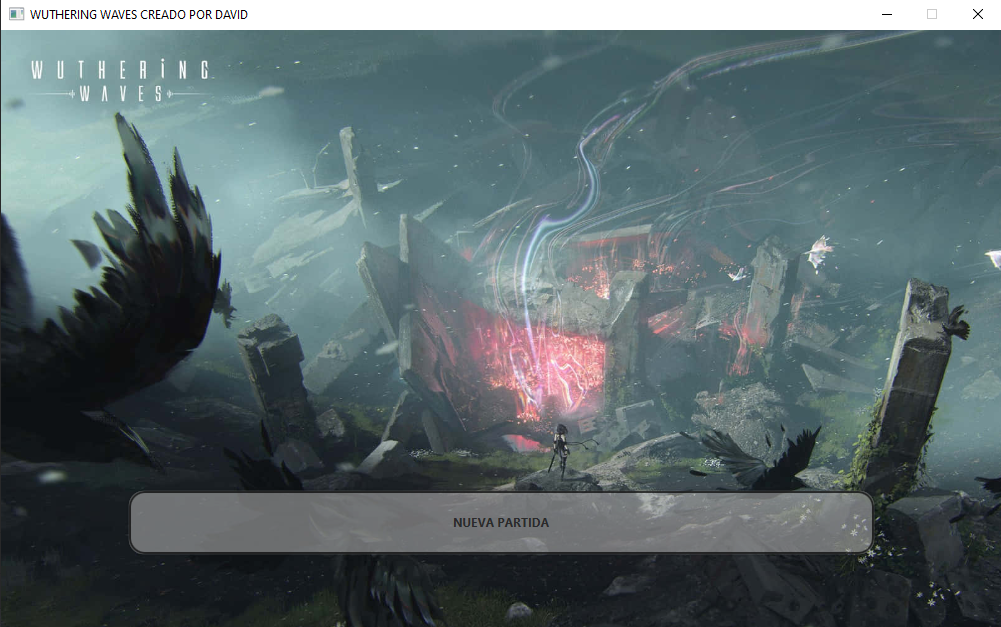 WUTHERING WAVES CREADO POR DAVID
WUTHERING
WAVES
NUEVA PARTIDA